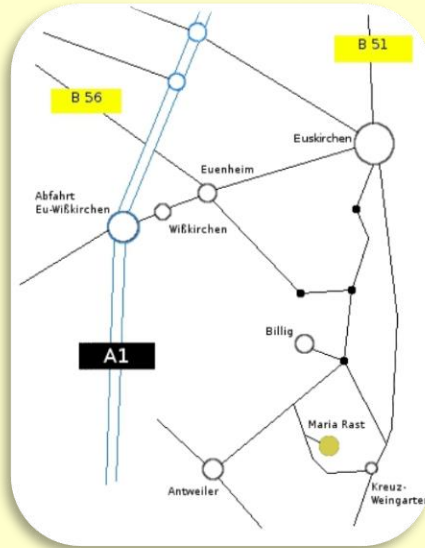 B 51
B 56
Euskirchen
Euenheim
Abfahrt
Eu-Wißkirchen
Wißkirchen
Billig
A1
Maria Rast
Antweiler
Kreuz-
Weingarten